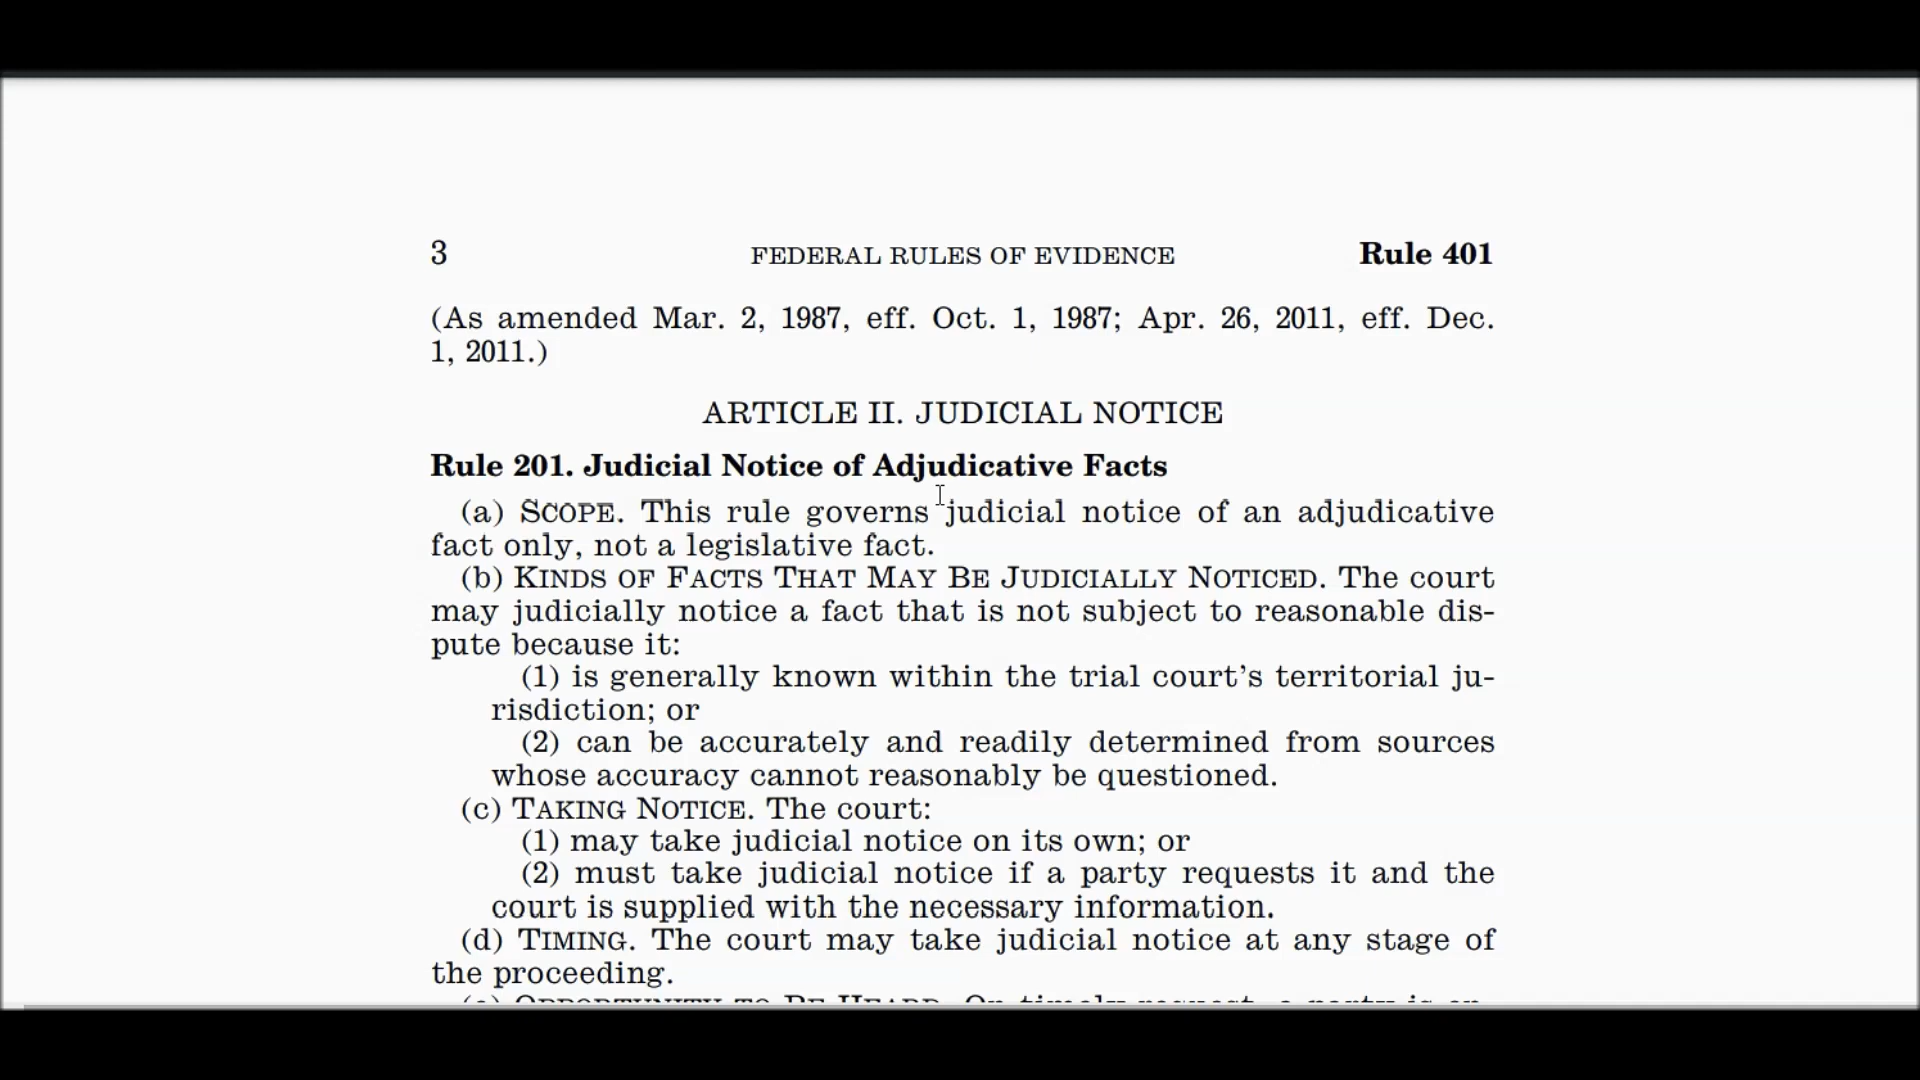 3 FEDERAL RULES OF EVIDENCE Rule 401
(As amended Mar. 2, 1987, eff. Oct. 1, 1987; Apr. 26, 2011, eff. Dec.
1, 2011.)
ARTICLE II. JUDICIAL NOTICE
Rule 201. Judicial Notice of Adjudicative Facts
(a) SCOPE. This rule governs judicial notice of an adjudicative
fact only, not a legislative fact.
(b) KINDS OF FACTS THAT MAY BE JUDICIALLY NOTICED. The court
may judicially notice a fact that is not subject to reasonable dis-
pute because it:
(1) is generally known within the trial court's territorial ju-
risdiction; or
(2) can be accurately and readily determined from sources
whose accuracy cannot reasonably be questioned.
(c) TAKING NOTICE. The court:
(1) may take judicial notice on its own; or
(2) must take judicial notice if a party requests it and the
court is supplied with the necessary information.
(d) TIMING. The court may take judicial notice at any stage of
the proceeding.